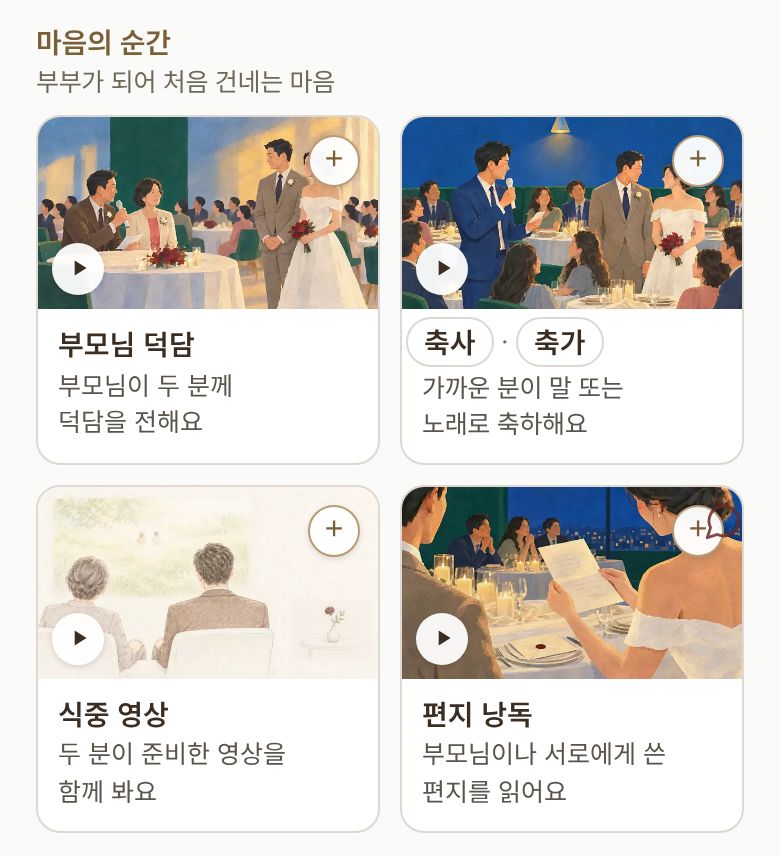 마음의 순간
부부가 되어 처음 건네는 마음
부모님 덕담
부모님이 두 분께
덕담을 전해요
축사 · 축가
가까운 분이 말 또는
노래로 축하해요
식중 영상
두 분이 준비한 영상을
함께 봐요
편지 낭독
부모님이나 서로에게 쓴
편지를 읽어요